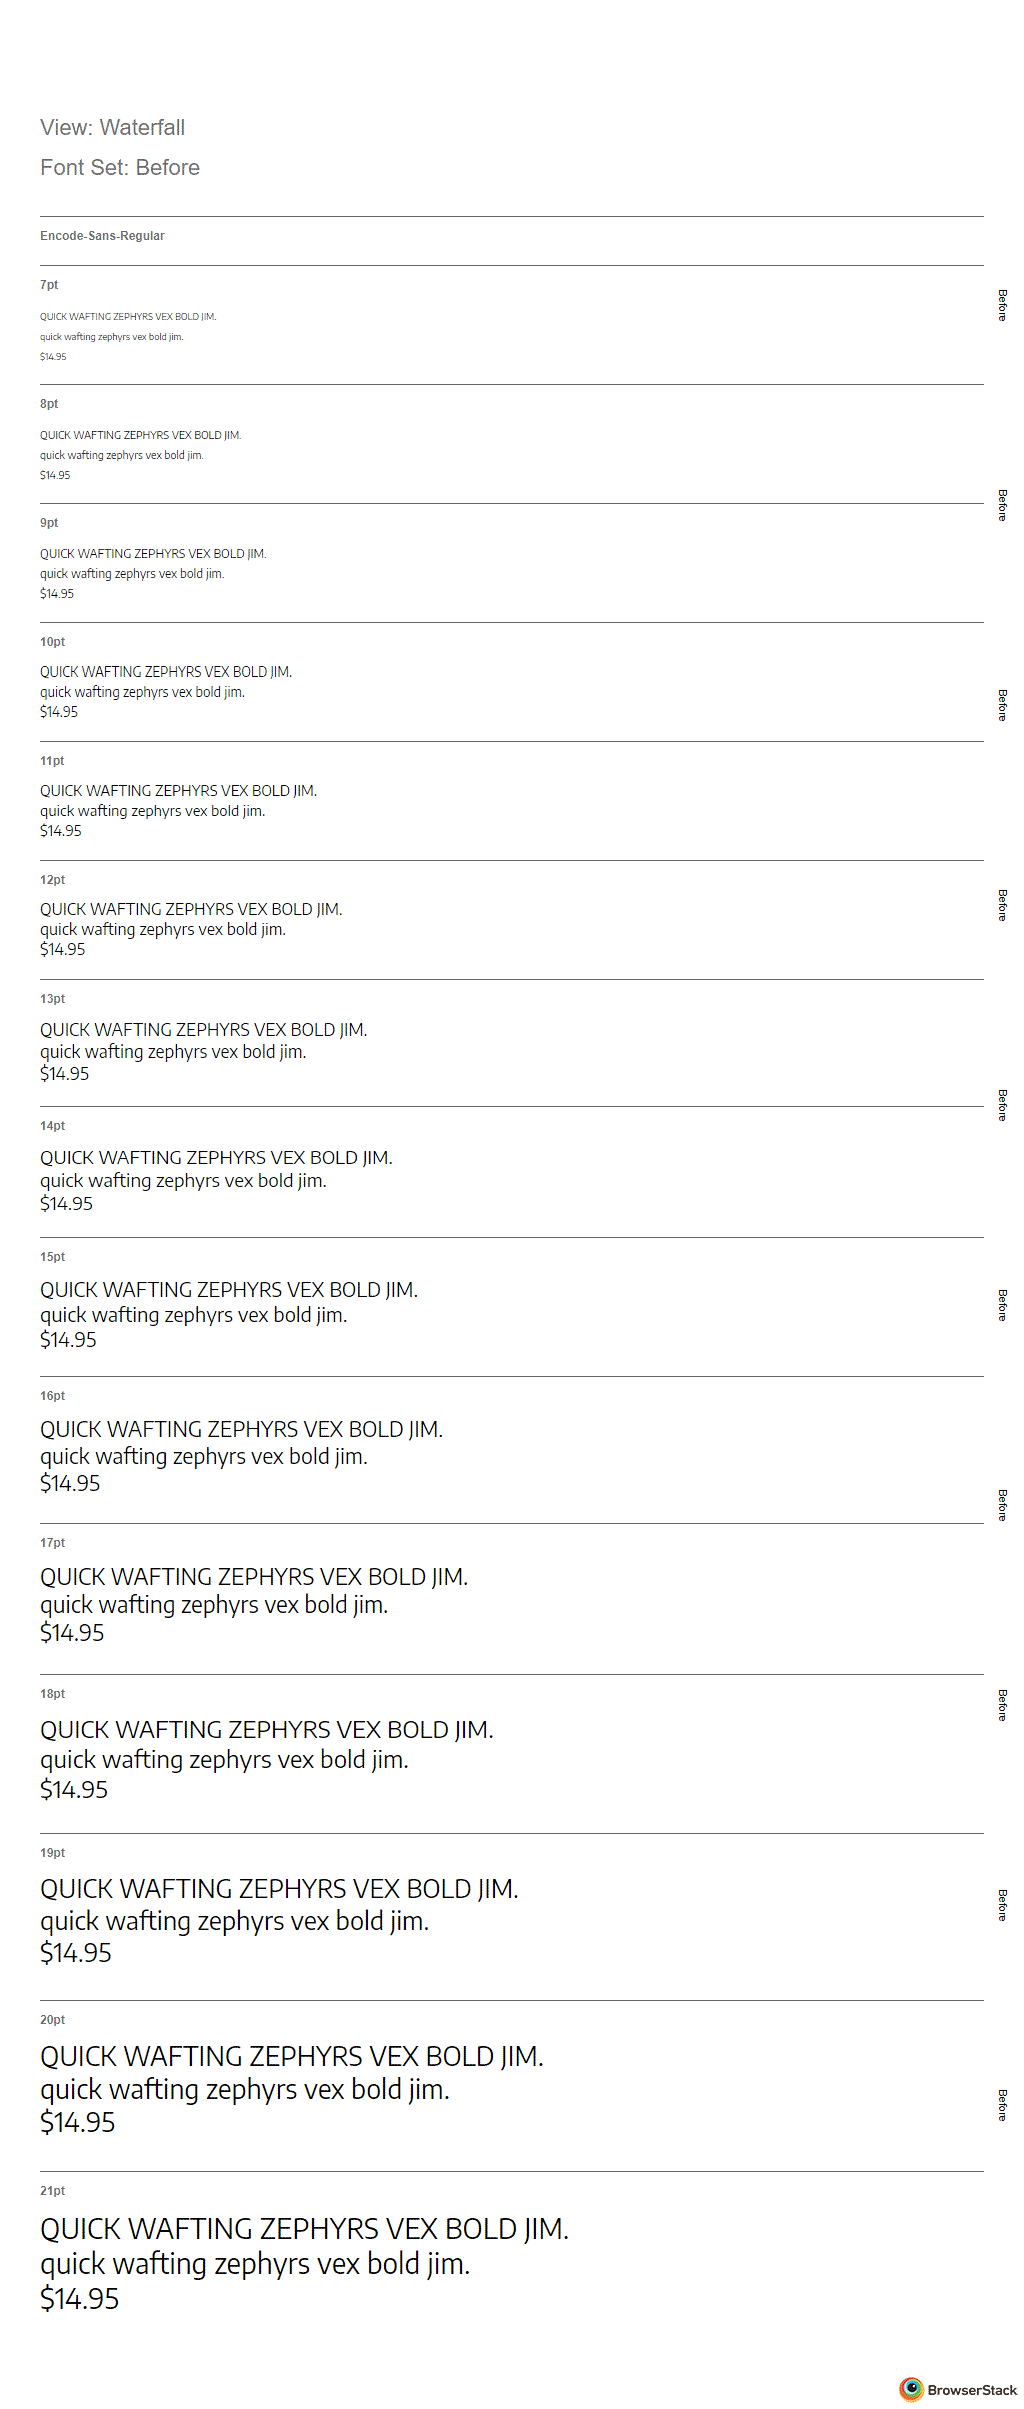 View: Waterfall
Font Set: Before
Encode-Sans-Regular
7pt
QUICK WAFTING ZEPHYRS VEX BOLD JIM.
quick wafting zephyrs vex bold jim.
$14.95
Before
8pt
QUICK WAFTING ZEPHYRS VEX BOLD JIM.
quick wafting zephyrs vex bold jim.
$14.95
Before
9pt
QUICK WAFTING ZEPHYRS VEX BOLD JIM.
quick wafting zephyrs vex bold jim.
$14.95
10pt
QUICK WAFTING ZEPHYRS VEX BOLD JIM.
quick wafting zephyrs vex bold jim.
$14.95
Before
11pt
QUICK WAFTING ZEPHYRS VEX BOLD JIM.
quick wafting zephyrs vex bold jim.
$14.95
12pt
QUICK WAFTING ZEPHYRS VEX BOLD JIM.
quick wafting zephyrs vex bold jim.
$14.95
Before
13pt
QUICK WAFTING ZEPHYRS VEX BOLD JIM.
quick wafting zephyrs vex bold jim.
$14.95
Before
14pt
QUICK WAFTING ZEPHYRS VEX BOLD JIM.
quick wafting zephyrs vex bold jim.
$14.95
15pt
QUICK WAFTING ZEPHYRS VEX BOLD JIM.
quick wafting zephyrs vex bold jim.
$14.95
Before
16pt
QUICK WAFTING ZEPHYRS VEX BOLD JIM.
quick wafting zephyrs vex bold jim.
$14.95
Before
17pt
QUICK WAFTING ZEPHYRS VEX BOLD JIM.
quick wafting zephyrs vex bold jim.
$14.95
18pt
QUICK WAFTING ZEPHYRS VEX BOLD JIM.
quick wafting zephyrs vex bold jim.
$14.95
Before
19pt
QUICK WAFTING ZEPHYRS VEX BOLD JIM.
quick wafting zephyrs vex bold jim.
$14.95
Before
20pt
QUICK WAFTING ZEPHYRS VEX BOLD JIM.
quick wafting zephyrs vex bold jim.
$14.95
Before
21pt
QUICK WAFTING ZEPHYRS VEX BOLD JIM.
quick wafting zephyrs vex bold jim.
$14.95
BrowserStack